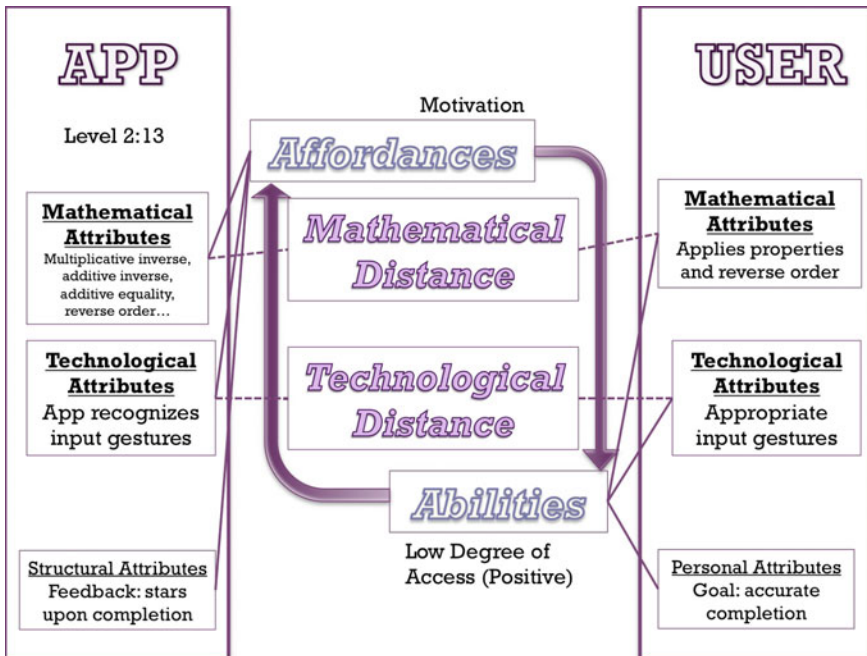 APP
Level 2:13
Mathematical
Attributes
Multiplicative inverse,
additive inverse,
additive equality,
reverse order...
Technological
Attributes
App recognizes
input gestures
Structural Attributes
Feedback: stars
upon completion
Motivation
Affordances
Mathematical
Distance
Technological
Distance
Abilities
Low Degree of
Access (Positive)
USER
Mathematical
Attributes
Applies properties
and reverse order
Technological
Attributes
Appropriate
input gestures
Personal Attributes
Goal: accurate
completion